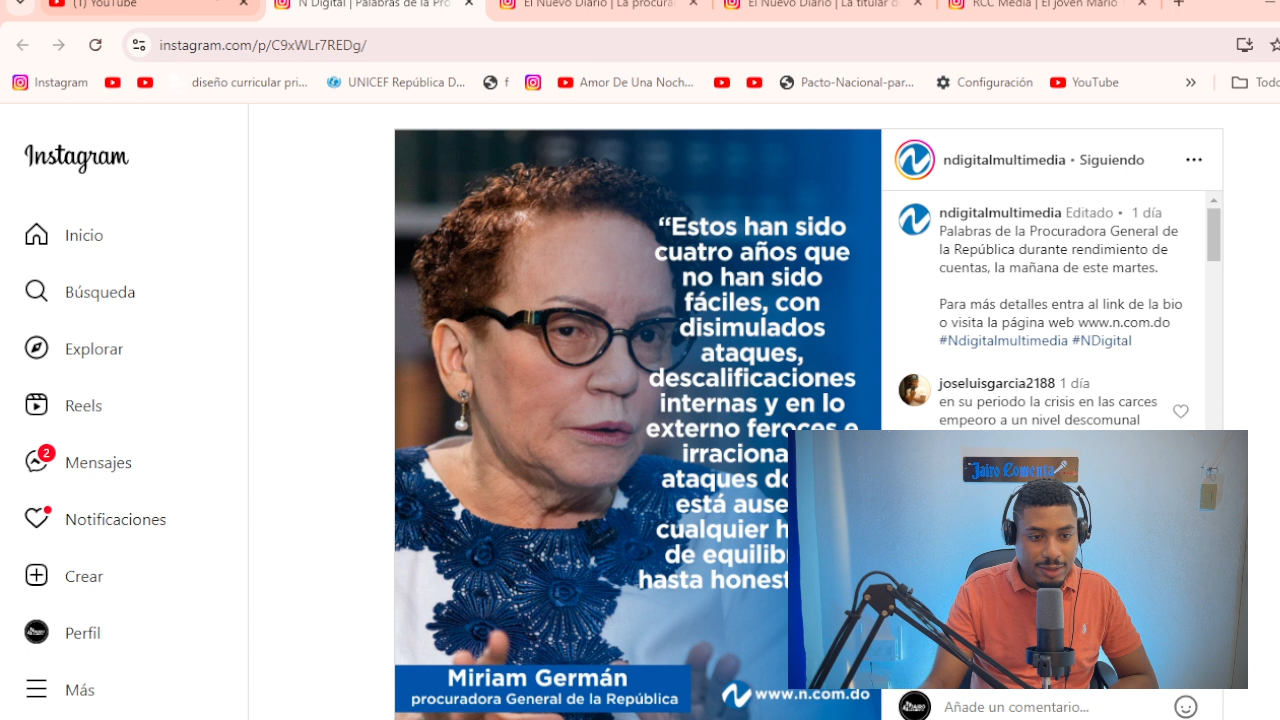 (1) YouTube
N Digital | Palabras de la Pro
El Nuevo Diario | La procura
El Nuevo Diario | La titular d
RCC Media | El joven Mario
instagram.com/p/C9xWLr7REDg/
Instagram
diseño curricular pri...
UNICEF República D...
f
Amor De Una Noch...
Pacto-Nacional-par...
Configuración
YouTube
»
Todo
Instagram
Inicio
Búsqueda
Explorar
Reels
2
Mensajes
Notificaciones
Crear
Perfil
Más
“Estos han sido
cuatro años que
no han sido
fáciles, con
disimulados
ataques,
descalificaciones
internas y en lo
externo feroces e
irraciona
ataques do
está ause
cualquier h
de equilib
hasta honest
Miriam Germán
procuradora General de la República
www.n.com.do
ndigitalmultimedia • Siguiendo
ndigitalmultimedia Editado • 1 día
Palabras de la Procuradora General de
la República durante rendimiento de
cuentas, la mañana de este martes.
Para más detalles entra al link de la bio
o visita la página web www.n.com.do
#Ndigitalmultimedia #NDigital
joseluisgarcia2188 1 día
en su periodo la crisis en las carces
empeoro a un nivel descomunal
Jairo Comenta
Añade un comentario...